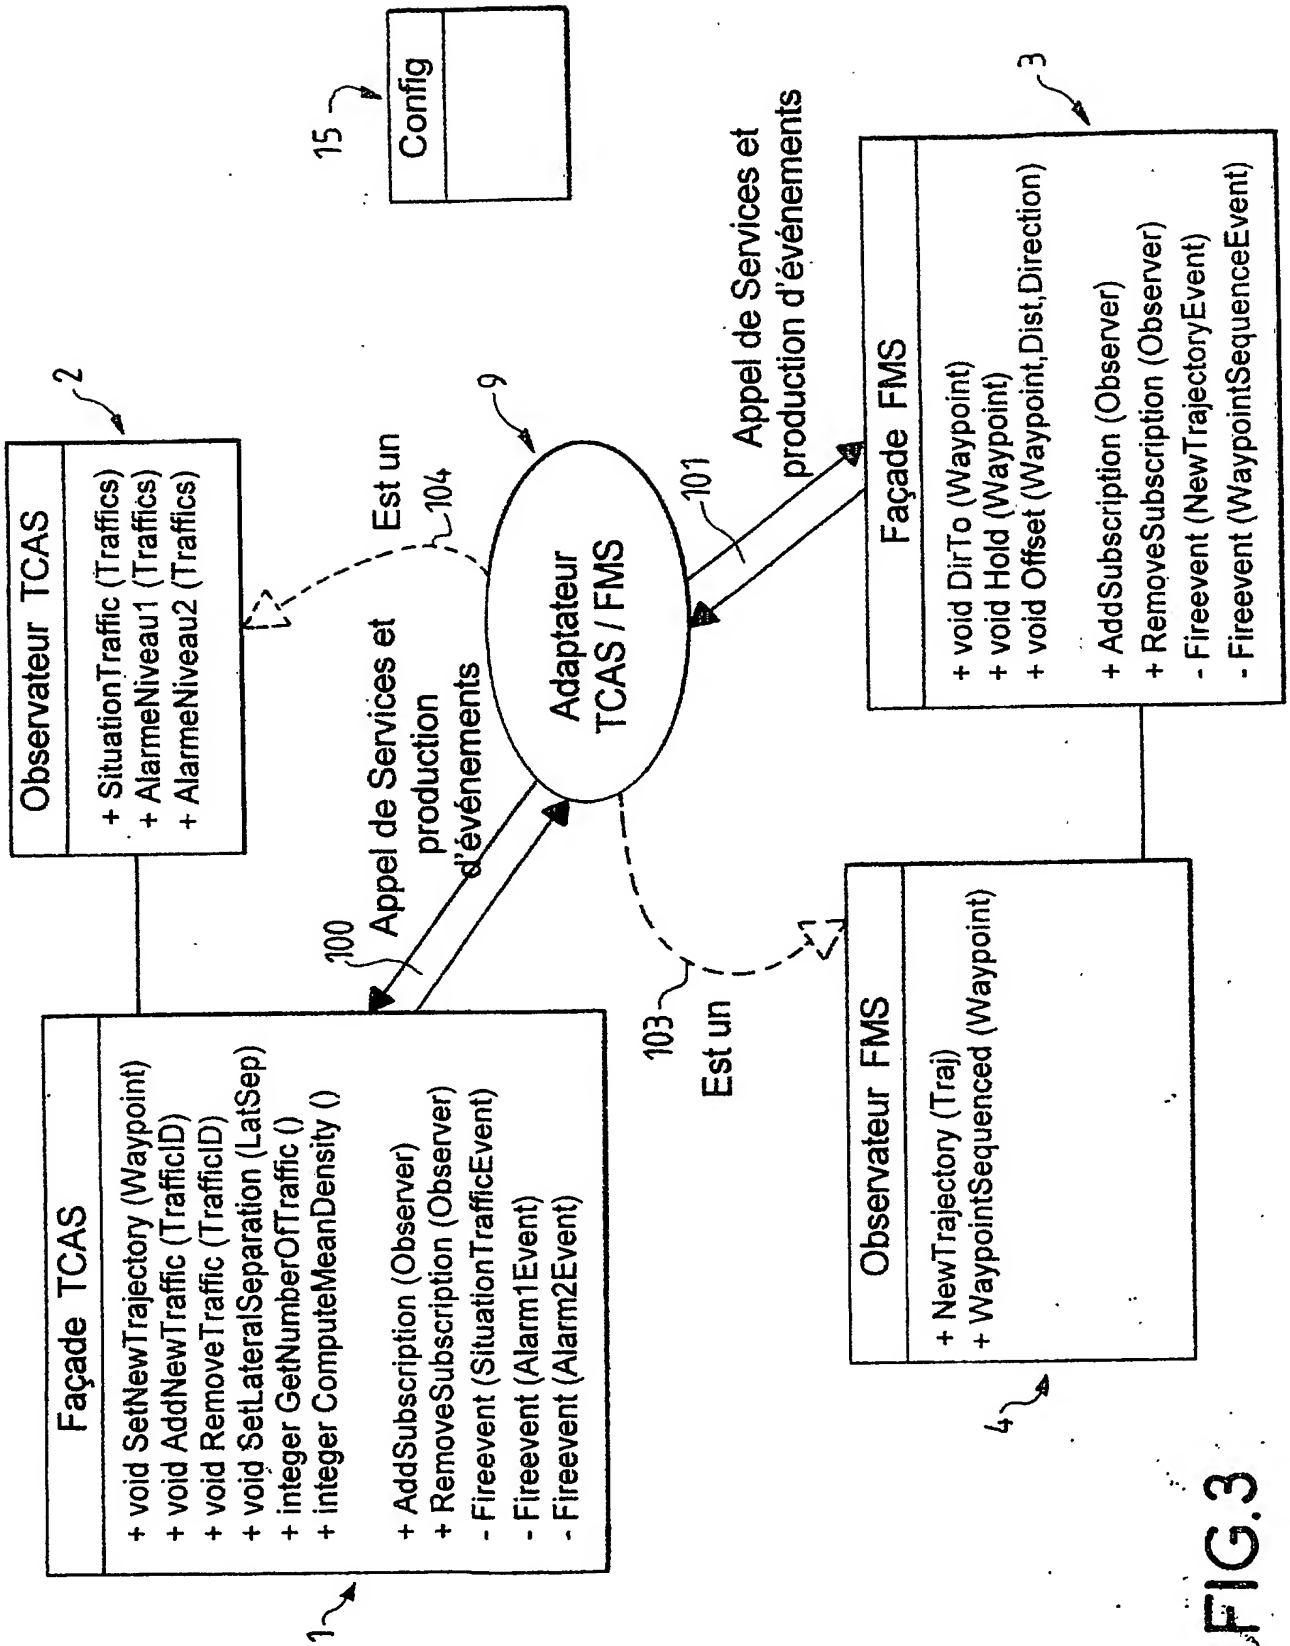 Façade TCAS
+ void SetNewTrajectory (Waypoint)
+ void AddNewTraffic (TrafficID)
+ void RemoveTraffic (TrafficID)
+ void SetLateralSeparation (LatSep)
+ integer GetNumberOfTraffic ()
+ integer ComputeMeanDensity ()
+ AddSubscription (Observer)
+ RemoveSubscription (Observer)
- Fireevent (SituationTrafficEvent)
- Fireevent (Alarm1Event)
- Fireevent (Alarm2Event)
1
Observateur TCAS
+ SituationTraffic (Traffics)
+ AlarmeNiveau1 (Traffics)
+ AlarmeNiveau2 (Traffics)
2
Config
15
100
Appel de Services et
production
d'événements
Est un
104
Adaptateur
TCAS / FMS
9
103
Est un
101
Appel de Services et
production d'événements
Observateur FMS
+ NewTrajectory (Traj)
+ WaypointSequenced (Waypoint)
4
Façade FMS
+ void DirTo (Waypoint)
+ void Hold (Waypoint)
+ void Offset (Waypoint,Dist,Direction)
+ AddSubscription (Observer)
+ RemoveSubscription (Observer)
- Fireevent (NewTrajectoryEvent)
- Fireevent (WaypointSequenceEvent)
3
FIG.3